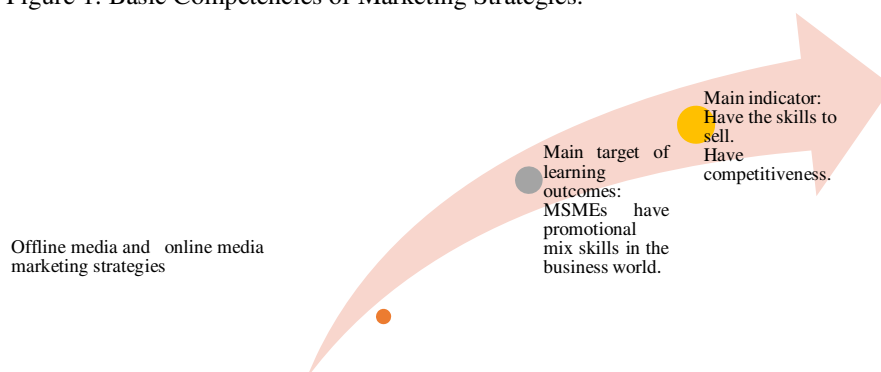 Figure 1. Basic Competencies of Marketing Strategies.
Main indicator:
Have the skills to
sell.
Have
competitiveness.
Main target of
learning
outcomes:
MSMEs have
promotional
mix skills in the
business world.
Offline media and online media
marketing strategies